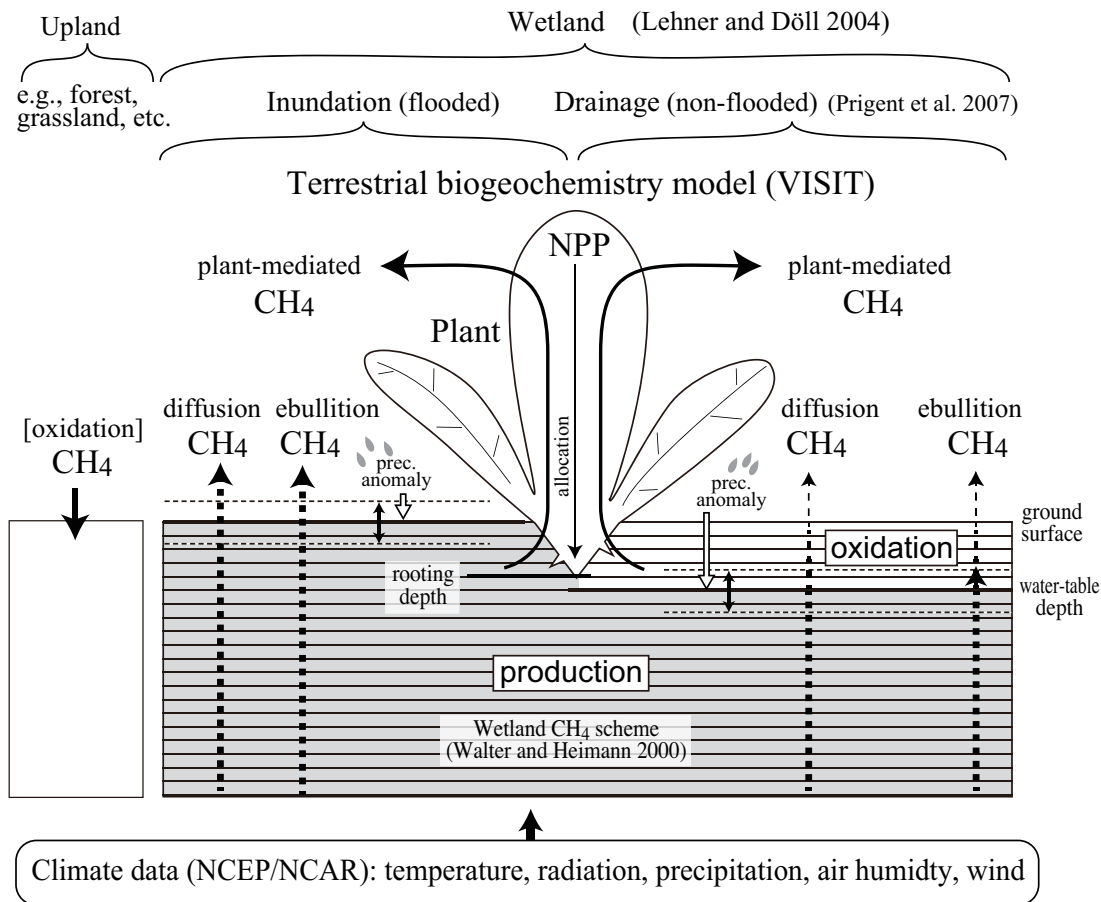 Upland
Wetland (Lehner and Döll 2004)
e.g., forest,
grassland, etc.
Inundation (flooded)
Drainage (non-flooded) (Prigent et al. 2007)
Terrestrial biogeochemistry model (VISIT)
NPP
plant-mediated
CH4
plant-mediated
CH4
Plant
allocation
[oxidation]
CH4
diffusion
CH4
ebullition
CH4
prec.
anomaly
prec.
anomaly
diffusion
CH4
ebullition
CH4
ground
surface
oxidation
rooting
depth
water-table
depth
production
Wetland CH4 scheme
(Walter and Heimann 2000)
Climate data (NCEP/NCAR): temperature, radiation, precipitation, air humidty, wind